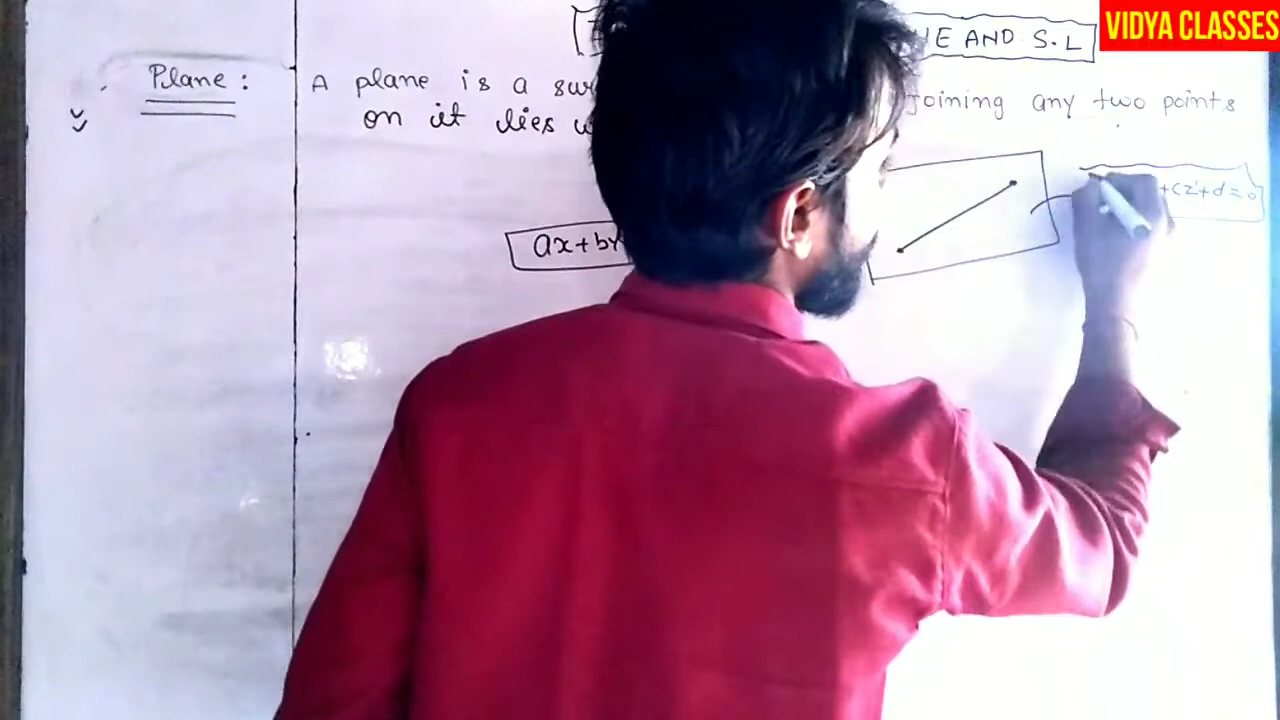 VIDYA CLASSES
NE AND S.L
Plane : A plane is a sur joining any two points
on it lies w
+cz+d=0
ax+by